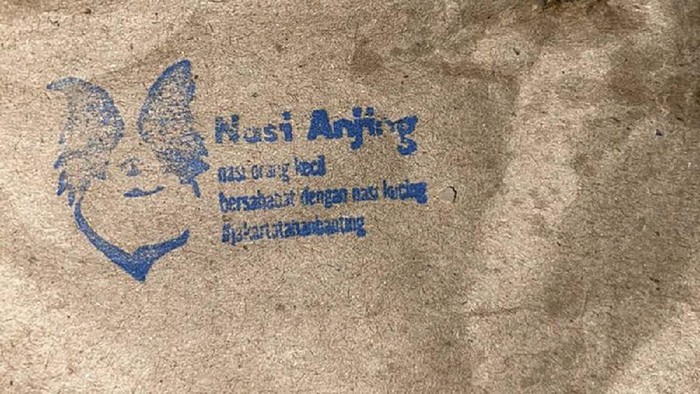 Nasi Anjing
nasi orang kecil
bersahabat dengan nasi kucing
#jakartatahanbanting